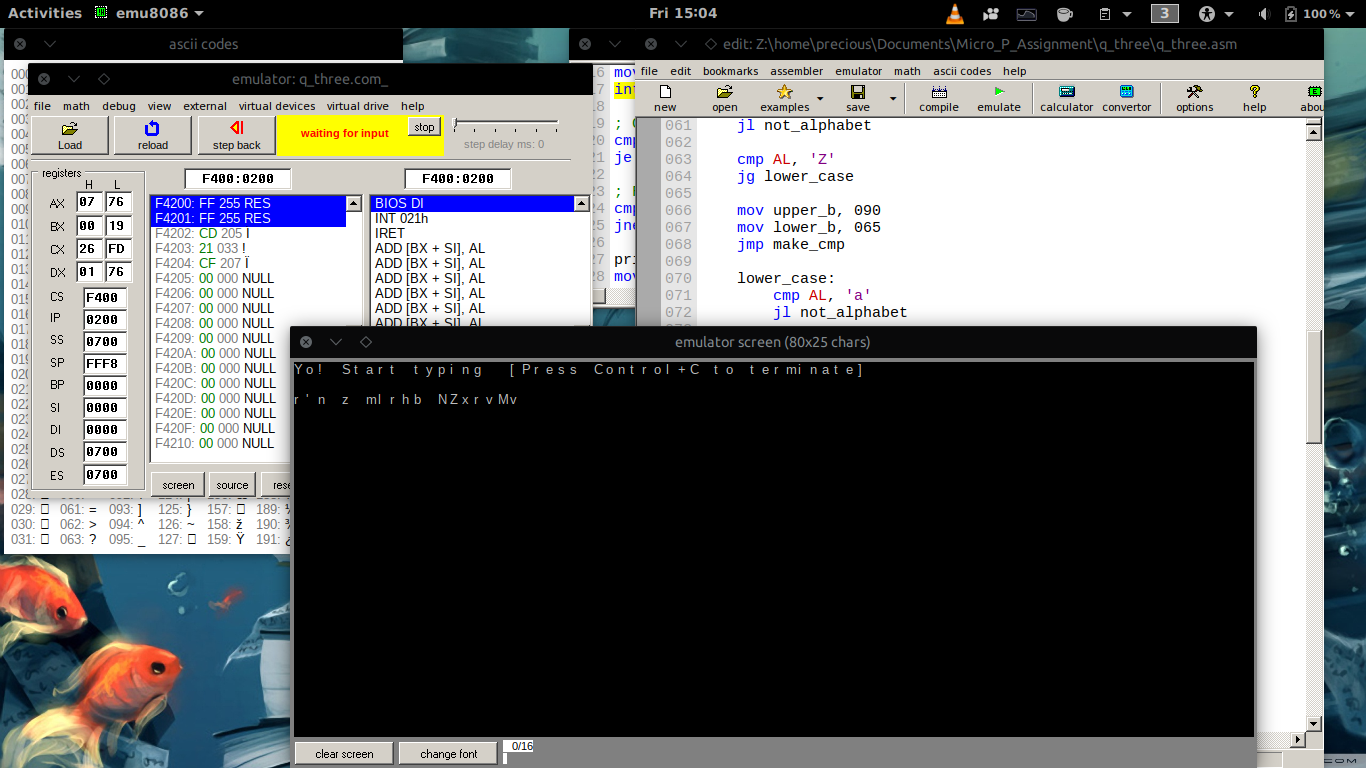 Activities emu8086 Fri 15:04 3 100 %
ascii codes
edit: Z:\home\precious\Documents\Micro_P_Assignment\q_three\q_three.asm
emulator: q_three.com_
file math debug view external virtual devices virtual drive help
Load reload step back waiting for input stop step delay ms: 0
registers
H L
AX 07 76
BX 00 19
CX 26 FD
DX 01 76
CS F400
IP 0200
SS 0700
SP FFF8
BP 0000
SI 0000
DI 0000
DS 0700
ES 0700
F400:0200 F400:0200
F4200: FF 255 RES
F4201: FF 255 RES
F4202: CD 205 Í
F4203: 21 033 !
F4204: CF 207 Ï
F4205: 00 000 NULL
F4206: 00 000 NULL
F4207: 00 000 NULL
F4208: 00 000 NULL
F4209: 00 000 NULL
F420A: 00 000 NULL
F420B: 00 000 NULL
F420C: 00 000 NULL
F420D: 00 000 NULL
F420E: 00 000 NULL
F420F: 00 000 NULL
F4210: 00 000 NULL
BIOS DI
INT 021h
IRET
ADD [BX + SI], AL
ADD [BX + SI], AL
ADD [BX + SI], AL
ADD [BX + SI], AL
ADD [BX + SI], AL
ADD [BX + SI], AL
screen source
029: 061: = 093: ] 125: } 157: 189:
030: 062: > 094: ^ 126: ~ 158: ž 190:
031: 063: ? 095: _ 127: 159: Ÿ 191: ¿
file edit bookmarks assembler emulator math ascii codes help
new open examples save compile emulate calculator convertor options help
061 jl not_alphabet
062
063 cmp AL, 'Z'
064 jg lower_case
065
066 mov upper_b, 090
067 mov lower_b, 065
068 jmp make_cmp
069
070 lower_case:
071 cmp AL, 'a'
072 jl not_alphabet
emulator screen (80x25 chars)
Yo! Start typing [Press Control+C to terminate]
r'n z mlrhb NZxrvMv
clear screen change font 0/16